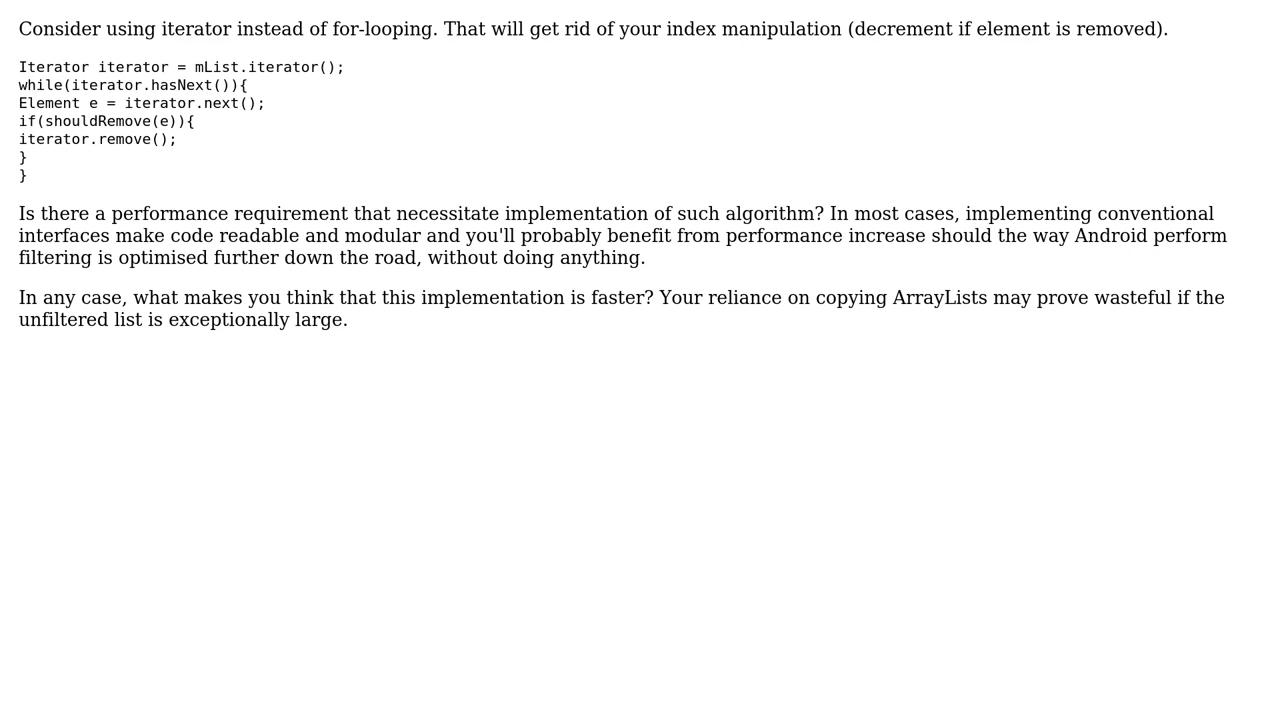 Consider using iterator instead of for-looping. That will get rid of your index manipulation (decrement if element is removed).
Iterator iterator = mList.iterator();
while(iterator.hasNext()){
Element e = iterator.next();
if(shouldRemove(e)){
iterator.remove();
}
}
Is there a performance requirement that necessitate implementation of such algorithm? In most cases, implementing conventional
interfaces make code readable and modular and you'll probably benefit from performance increase should the way Android perform
filtering is optimised further down the road, without doing anything.
In any case, what makes you think that this implementation is faster? Your reliance on copying ArrayLists may prove wasteful if the
unfiltered list is exceptionally large.